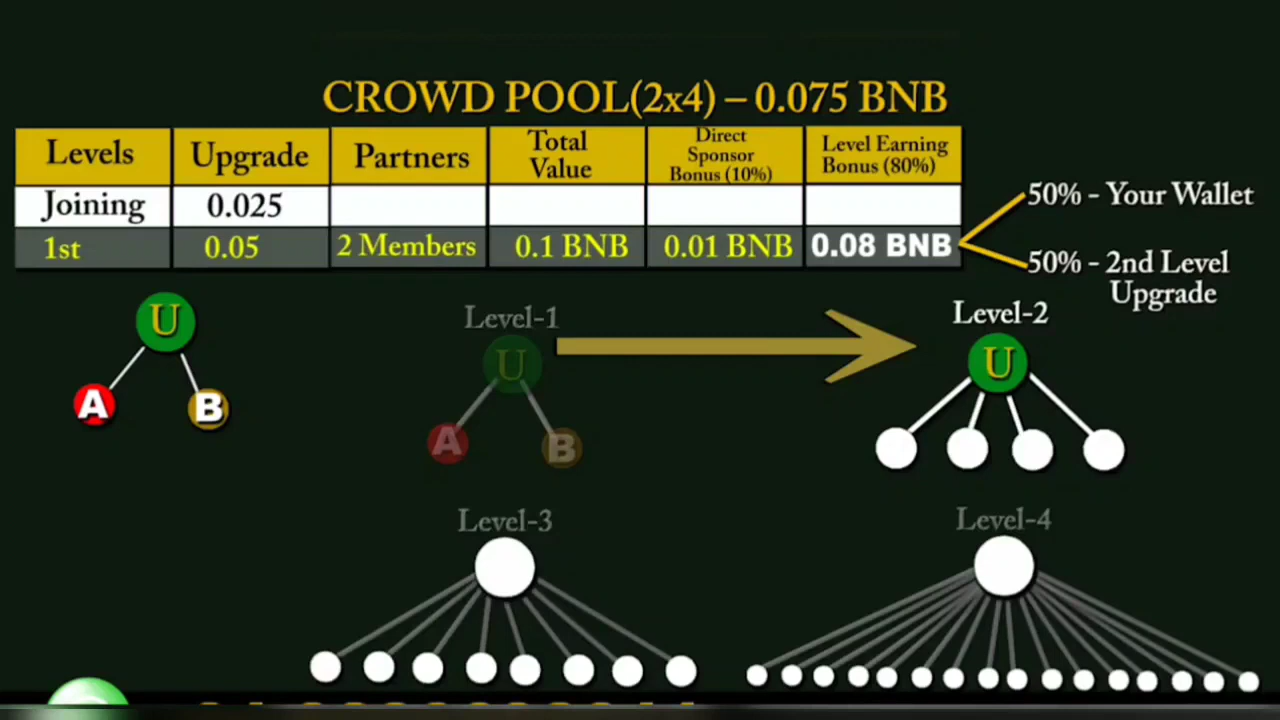 CROWD POOL(2x4) – 0.075 BNB
Levels Upgrade Partners Total Value Direct Sponsor Bonus (10%) Level Earning Bonus (80%)
Joining 0.025
1st 0.05 2 Members 0.1 BNB 0.01 BNB 0.08 BNB
50% - Your Wallet
50% - 2nd Level
Upgrade
U
A B
Level-1
U
A B
Level-2
U
Level-3
Level-4